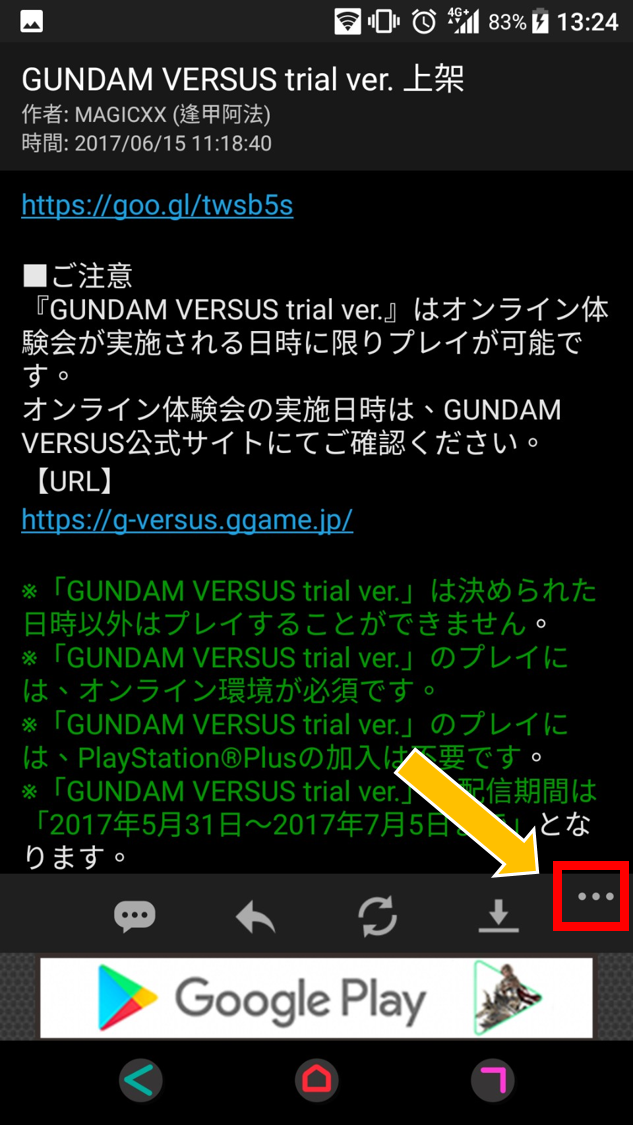 4G+ 83% 13:24
GUNDAM VERSUS trial ver. 上架
作者: MAGICXX (逢甲阿法)
時間: 2017/06/15 11:18:40
https://goo.gl/twsb5s
■ご注意
『GUNDAM VERSUS trial ver.』はオンライン体
験会が実施される日時に限りプレイが可能で
す。
オンライン体験会の実施日時は、GUNDAM
VERSUS公式サイトにてご確認ください。
【URL】
https://g-versus.ggame.jp/
※「GUNDAM VERSUS trial ver.」は決められた
日時以外はプレイすることができません。
※「GUNDAM VERSUS trial ver.」のプレイに
は、オンライン環境が必須です。
※「GUNDAM VERSUS trial ver.」のプレイに
は、PlayStation®Plusの加入は不要です。
※「GUNDAM VERSUS trial ver.」 配信期間は
「2017年5月31日～2017年7月5日 」とな
ります。
Google Play